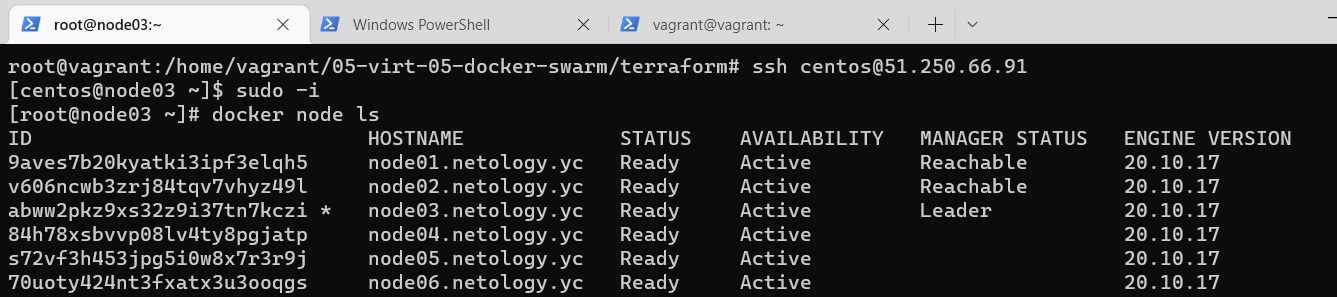 root@node03:~ Windows PowerShell vagrant@vagrant: ~
root@vagrant:/home/vagrant/05-virt-05-docker-swarm/terraform# ssh centos@51.250.66.91
[centos@node03 ~]$ sudo -i
[root@node03 ~]# docker node ls
ID HOSTNAME STATUS AVAILABILITY MANAGER STATUS ENGINE VERSION
9aves7b20kyatki3ipf3elqh5 node01.netology.yc Ready Active Reachable 20.10.17
v606ncwb3zrj84tqv7vhyz49l node02.netology.yc Ready Active Reachable 20.10.17
abww2pkz9xs32z9i37tn7kczi * node03.netology.yc Ready Active Leader 20.10.17
84h78xsbvvp08lv4ty8pgjatp node04.netology.yc Ready Active 20.10.17
s72vf3h453jpg5i0w8x7r3r9j node05.netology.yc Ready Active 20.10.17
70uoty424nt3fxatx3u3ooqgs node06.netology.yc Ready Active 20.10.17